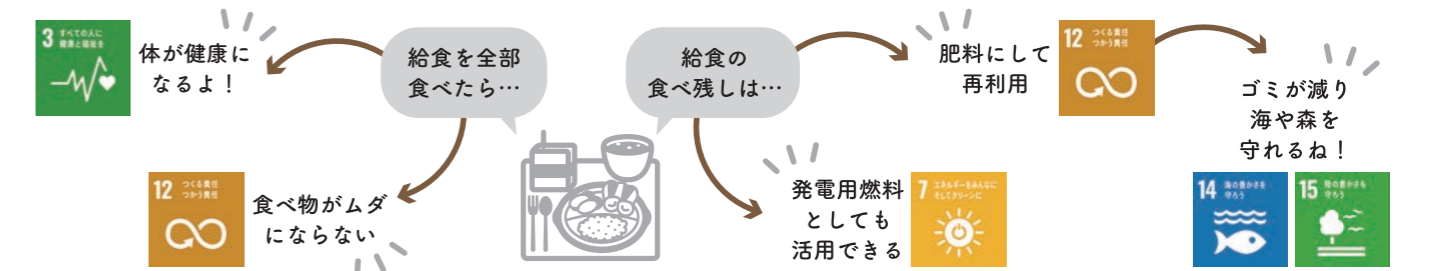 3 すべての人に
健康と福祉を
体が健康に
なるよ！
給食を全部
食べたら…
12 つくる責任
つかう責任
食べ物がムダ
にならない
給食の
食べ残しは…
肥料にして
再利用
12 つくる責任
つかう責任
ゴミが減り
海や森を
守れるね！
14 海の豊かさを
守ろう
15 陸の豊かさも
守ろう
発電用燃料
としても
活用できる
7 エネルギーをみんなに
そしてクリーンに